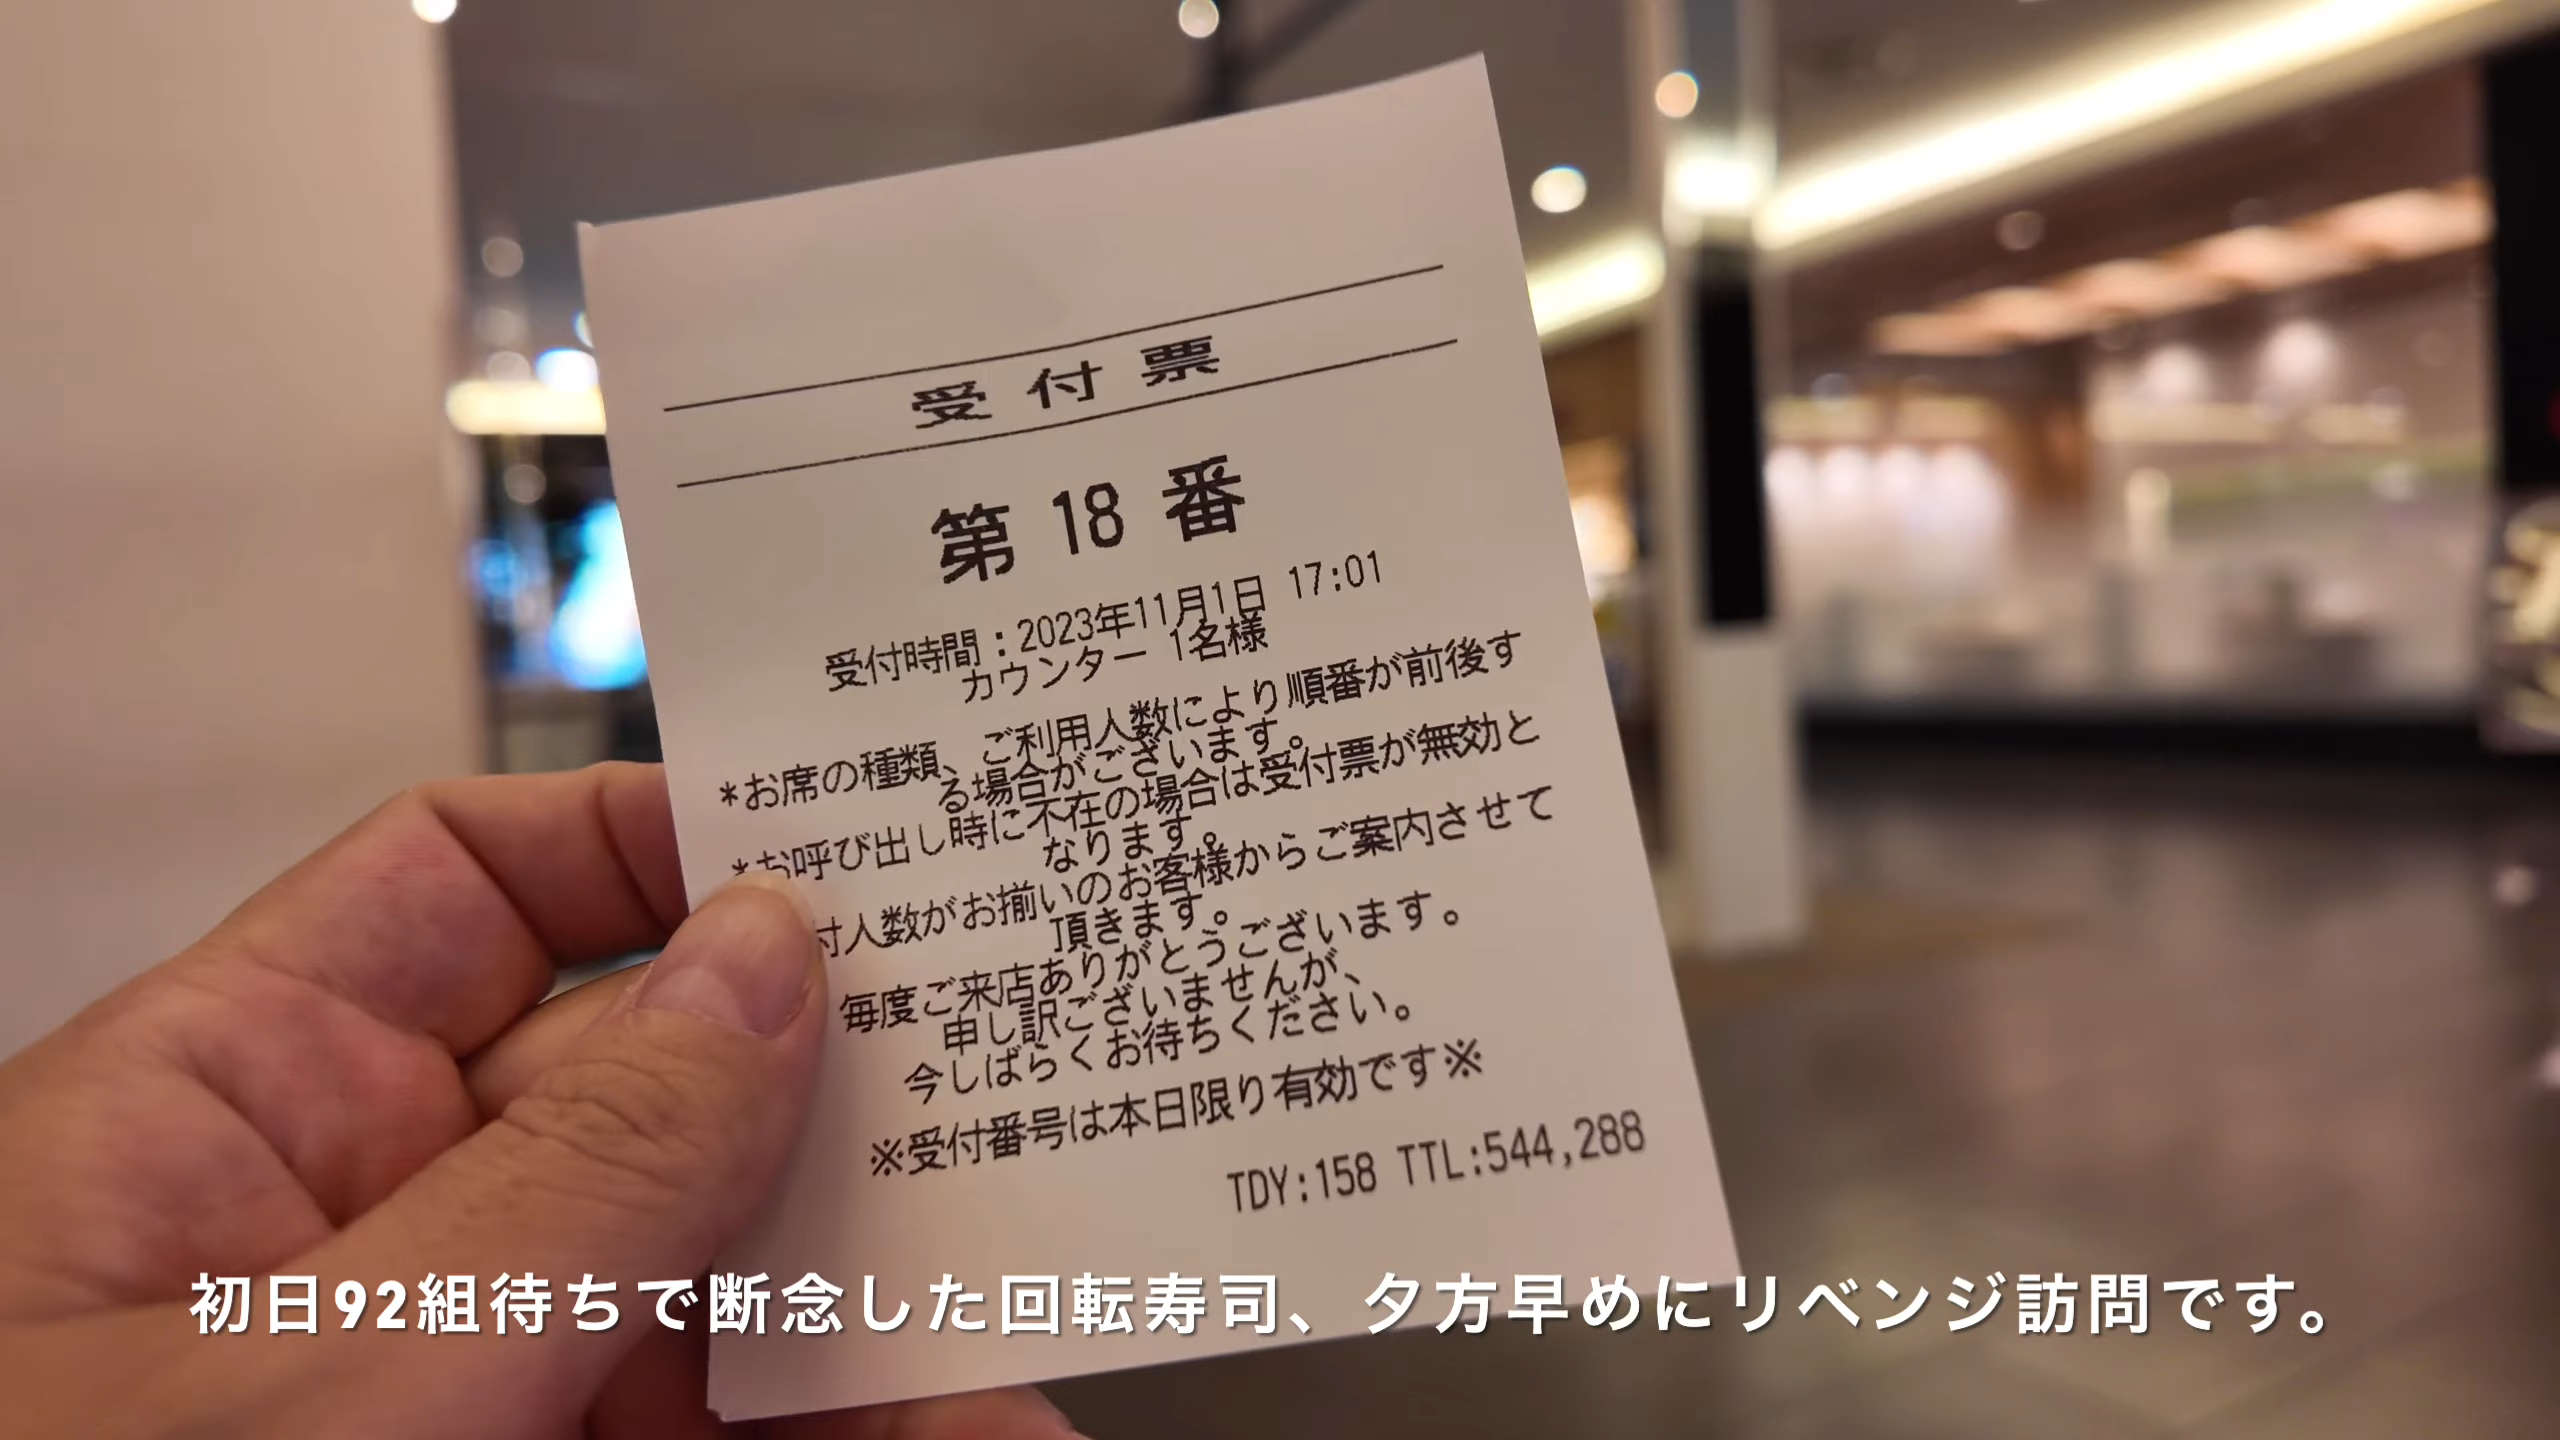 受付票
第 18 番
受付時間：2023年11月1日 17:01
カウンター 1名様
*お席の種類、ご利用人数により順番が前後す
る場合がございます。
*お呼び出し時に不在の場合は受付票が無効と
なります。
付人数がお揃いのお客様からご案内させて
頂きます。
毎度ご来店ありがとうございます。
申し訳ございませんが、
今しばらくお待ちください。
※受付番号は本日限り有効です※
TDY:158 TTL:544,288
初日92組待ちで断念した回転寿司、夕方早めにリベンジ訪問です。